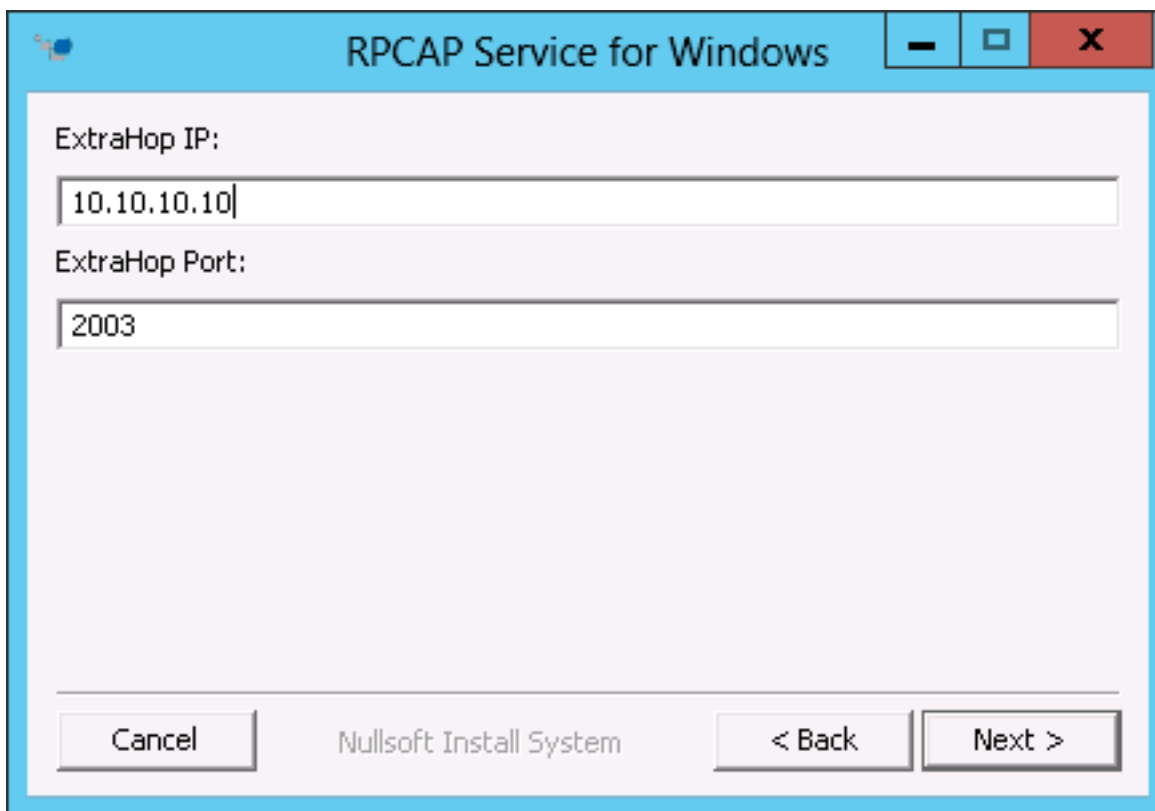 RPCAP Service for Windows
ExtraHop IP:
10.10.10.10
ExtraHop Port:
2003
Cancel Nullsoft Install System < Back Next >